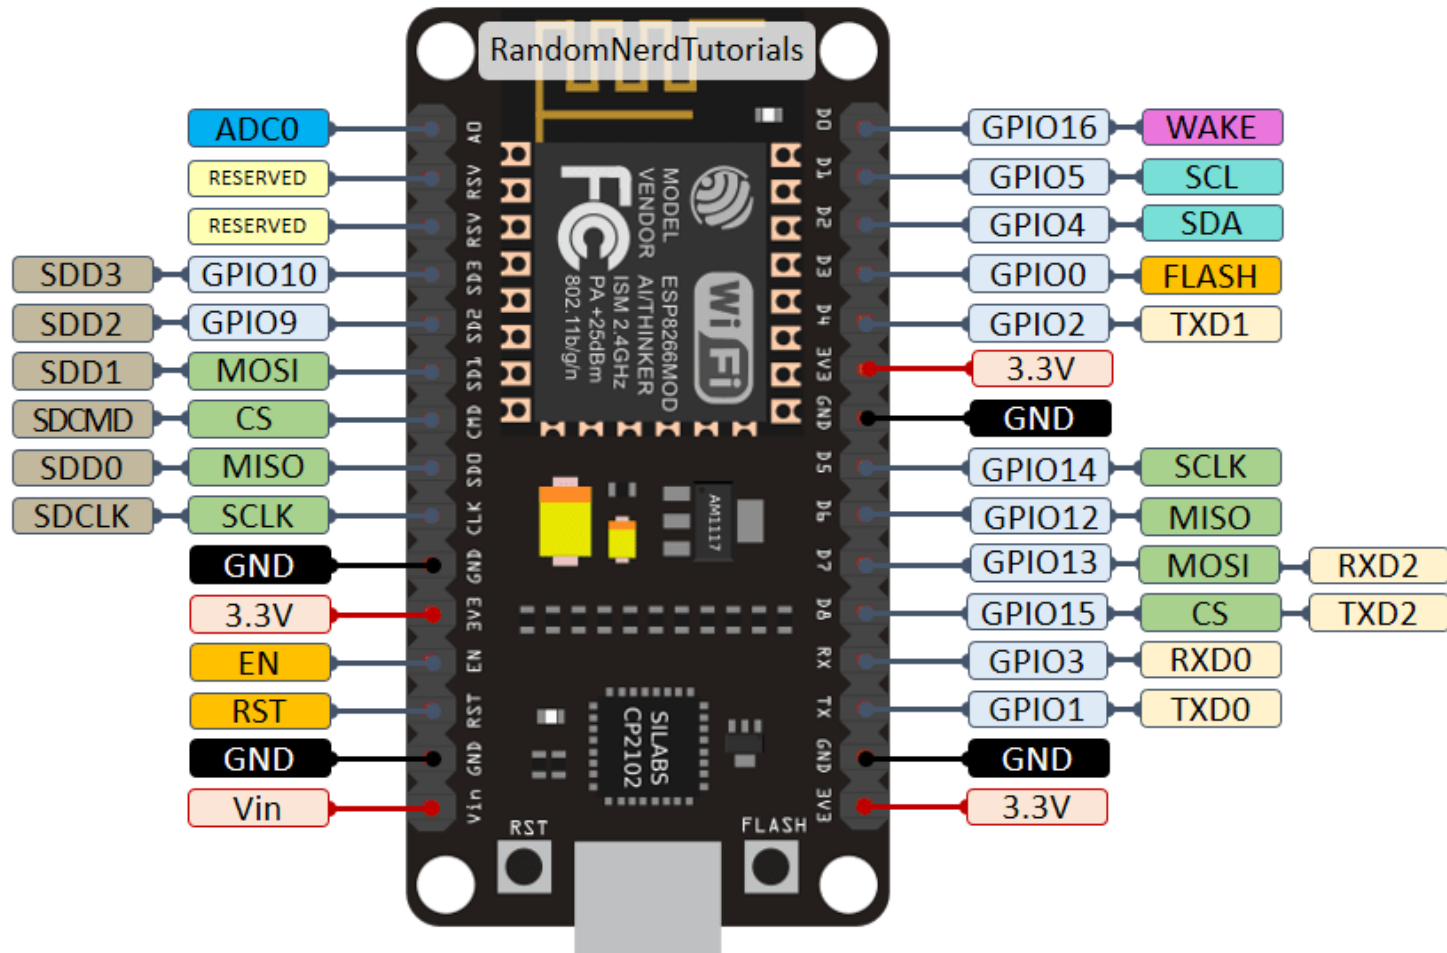 RandomNerdTutorials
ADC0
RESERVED
RESERVED
SDD3 GPIO10
SDD2 GPIO9
SDD1 MOSI
SDCMD CS
SDD0 MISO
SDCLK SCLK
GND
3.3V
EN
RST
GND
Vin
A0
RSV
RSV
SD3
SD2
SD1
CMD
SD0
CLK
GND
3V3
EN
RST
GND
Vin
MODEL
VENDOR
ESP8266MOD
AI/THINKER
ISM 2.4GHz
PA +25dBm
802.11b/g/n
FC
Wi Fi
AM1117
SILABS
CP2102
RST
FLASH
D0
D1
D2
D3
D4
3V3
GND
D5
D6
D7
D8
RX
TX
GND
3V3
GPIO16 WAKE
GPIO5 SCL
GPIO4 SDA
GPIO0 FLASH
GPIO2 TXD1
3.3V
GND
GPIO14 SCLK
GPIO12 MISO
GPIO13 MOSI RXD2
GPIO15 CS TXD2
GPIO3 RXD0
GPIO1 TXD0
GND
3.3V